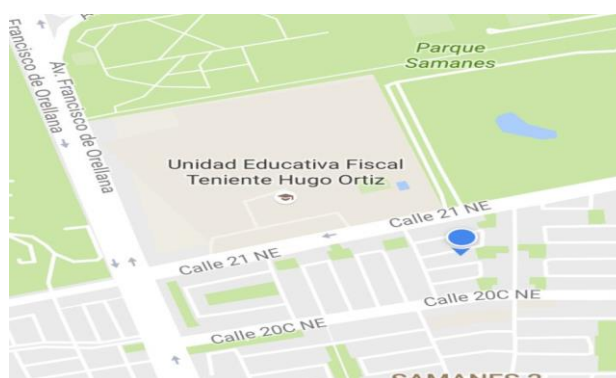 Francisco de Orellana
Av. Francisco de Orellana
Parque
Samanes
Unidad Educativa Fiscal
Teniente Hugo Ortiz
Calle 21 NE
Calle 21 NE
Calle 20C NE
Calle 20C NE